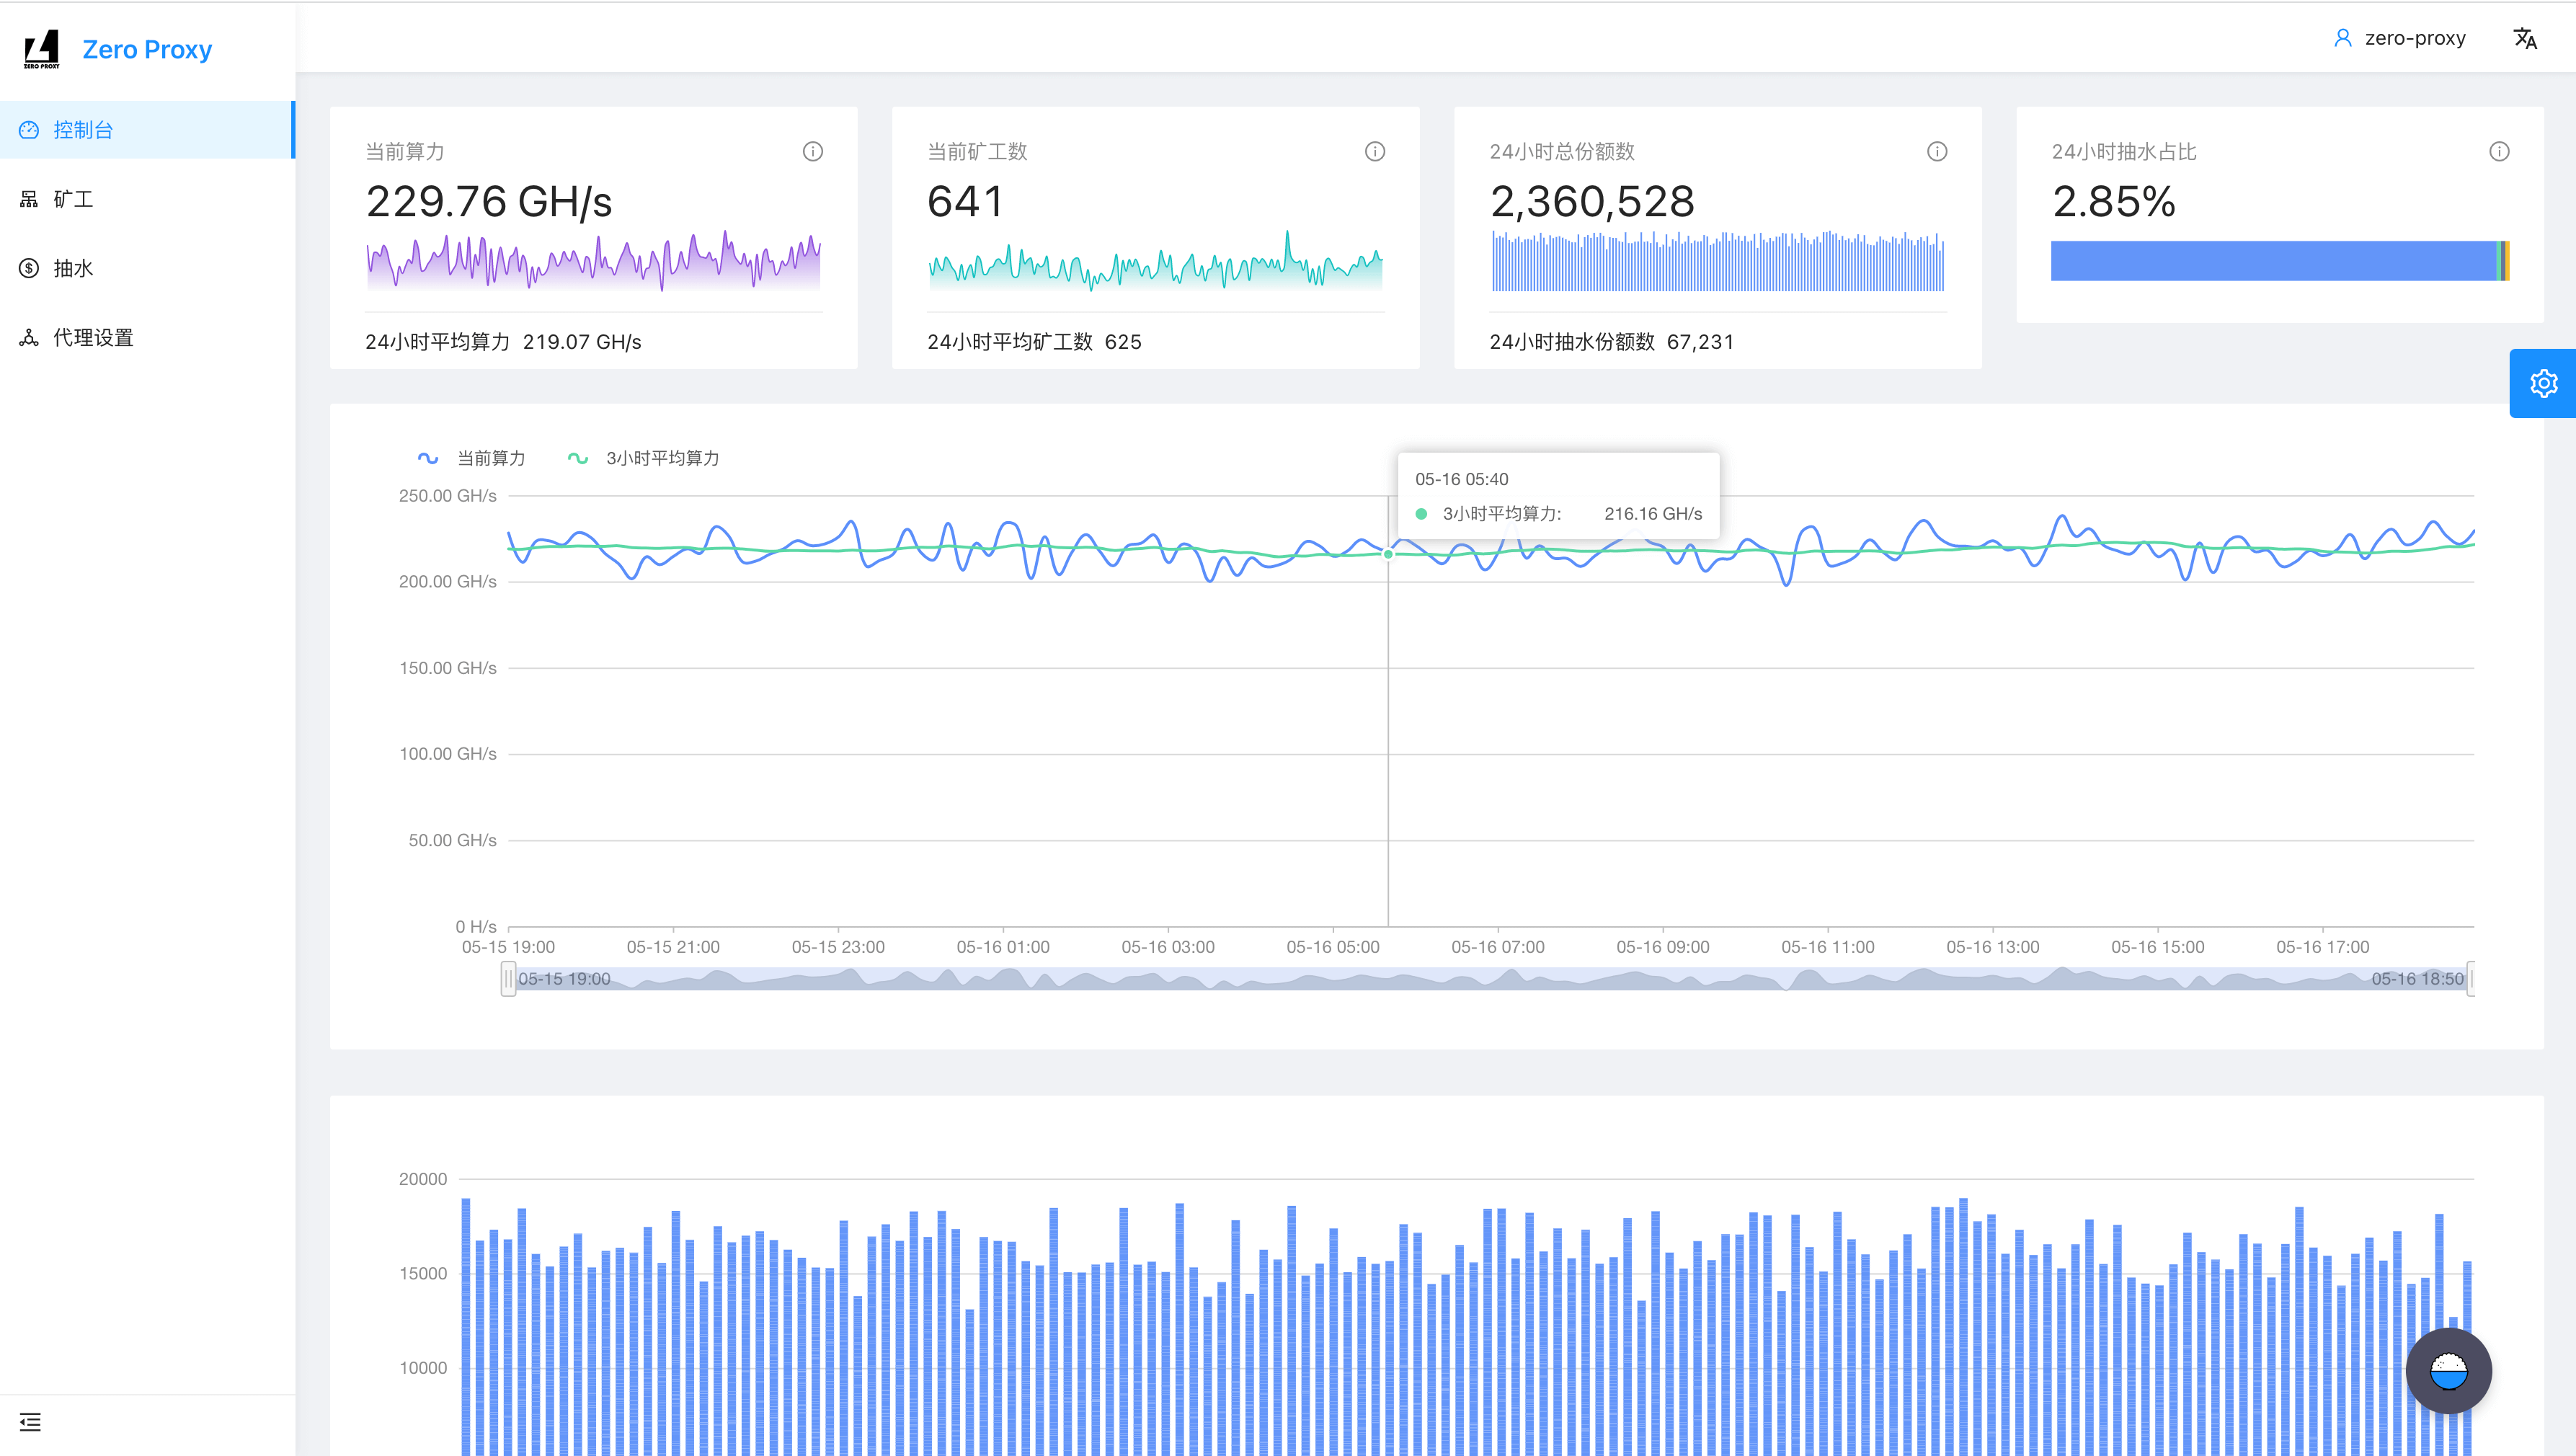 ZERO PROXY
Zero Proxy
zero-proxy
控制台
矿工
抽水
代理设置
当前算力
229.76 GH/s
24小时平均算力 219.07 GH/s
当前矿工数
641
24小时平均矿工数 625
24小时总份额数
2,360,528
24小时抽水份额数 67,231
24小时抽水占比
2.85%
当前算力 3小时平均算力
05-16 05:40
3小时平均算力: 216.16 GH/s
250.00 GH/s
200.00 GH/s
150.00 GH/s
100.00 GH/s
50.00 GH/s
0 H/s
05-15 19:00 05-15 21:00 05-15 23:00 05-16 01:00 05-16 03:00 05-16 05:00 05-16 07:00 05-16 09:00 05-16 11:00 05-16 13:00 05-16 15:00 05-16 17:00
05-15 19:00 05-16 18:50
20000
15000
10000